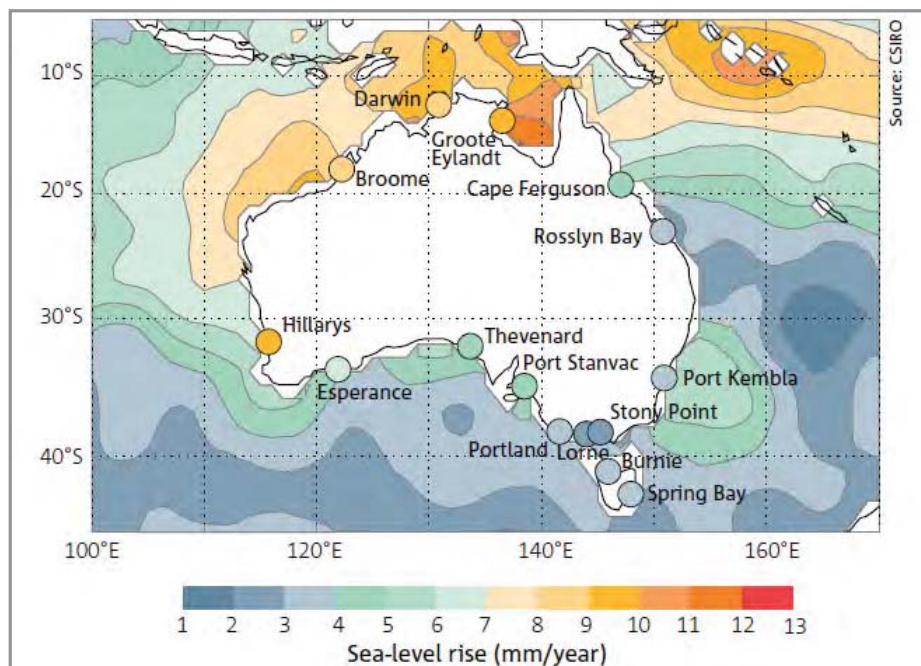 Source: CSIRO
10°S
20°S
30°S
40°S
Darwin
Groote
Eylandt
Broome
Cape Ferguson
Rosslyn Bay
Hillarys
Thevenard
Port Stanvac
Esperance
Port Kembla
Stony Point
Portland
Lorne
Burnie
Spring Bay
100°E 120°E 140°E 160°E
1 2 3 4 5 6 7 8 9 10 11 12 13
Sea-level rise (mm/year)